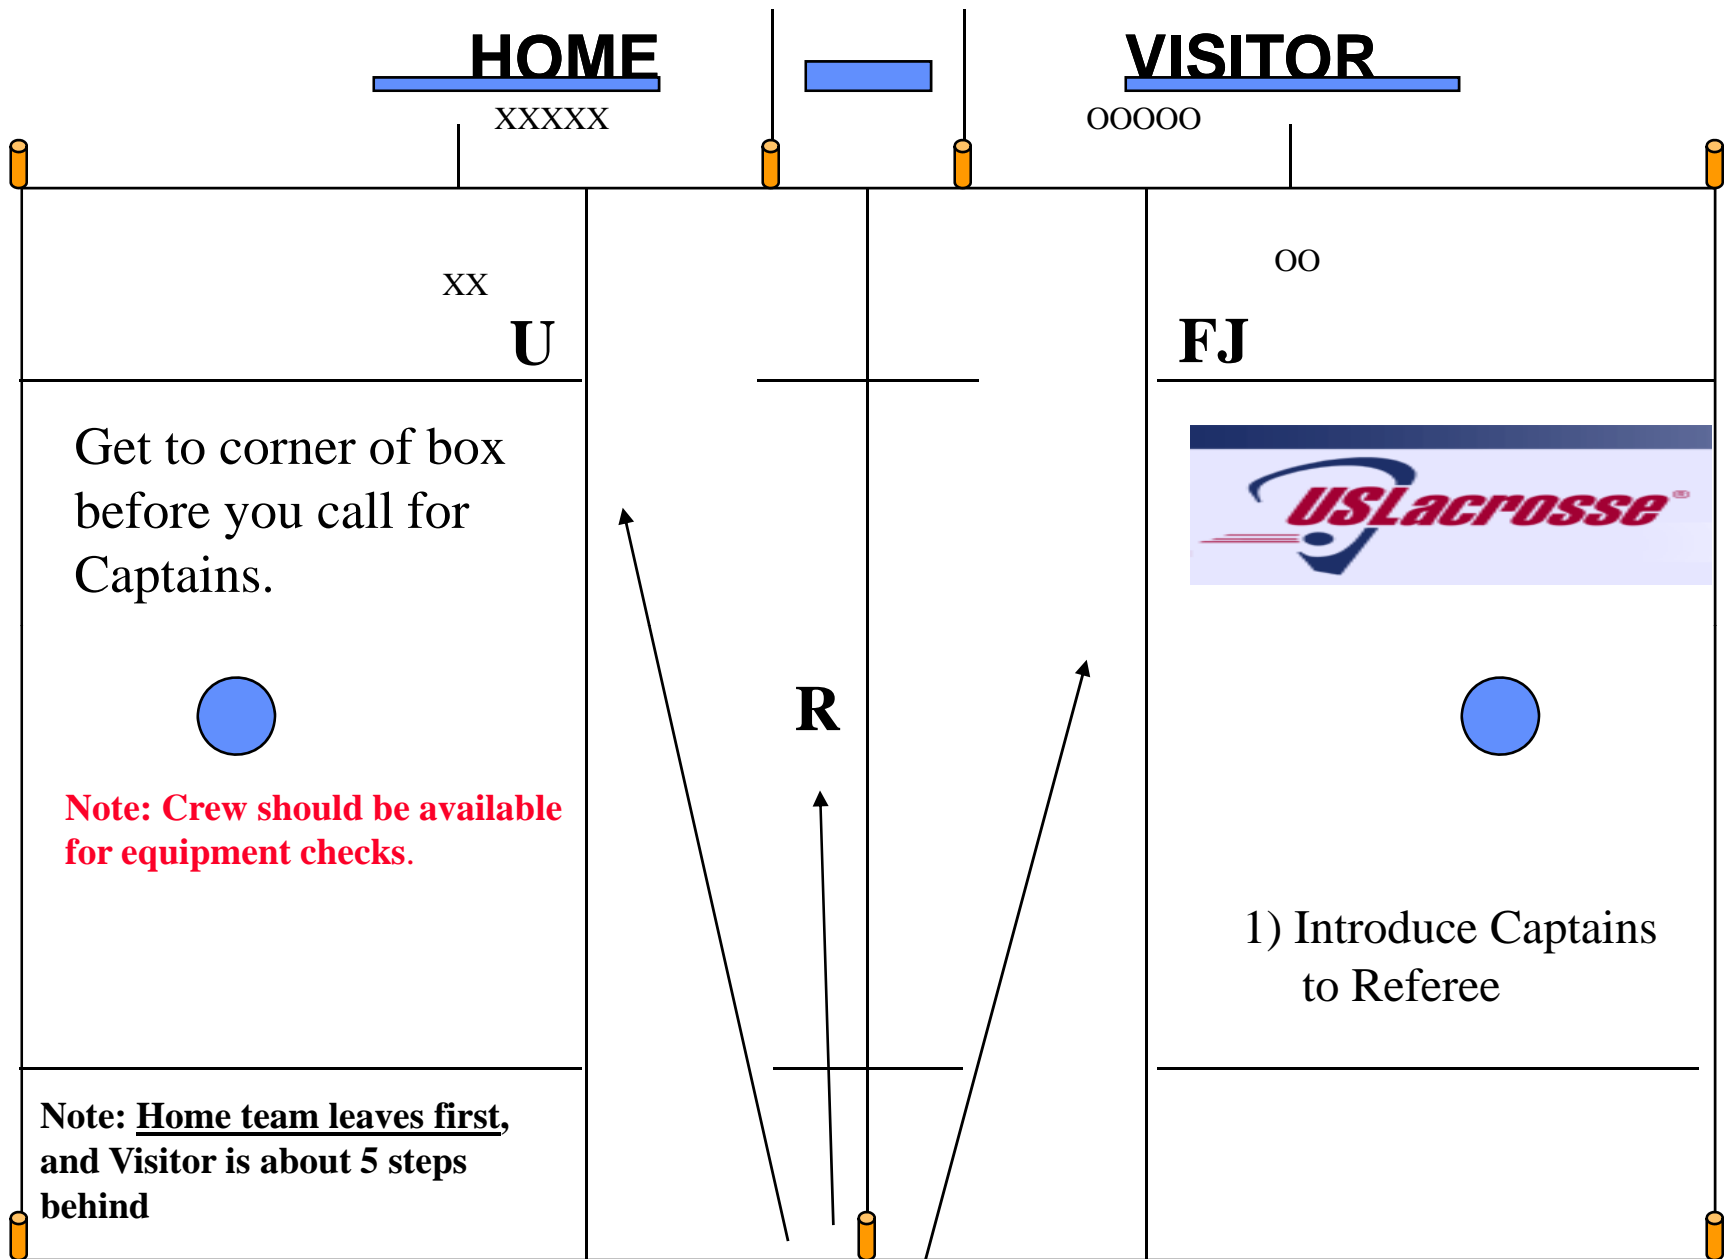 HOME
VISITOR
XXXXX
OOOOO
XX
OO
U
FJ
Get to corner of box
before you call for
Captains.
USLacrosse®
R
Note: Crew should be available
for equipment checks.
1) Introduce Captains
to Referee
Note: Home team leaves first,
and Visitor is about 5 steps
behind